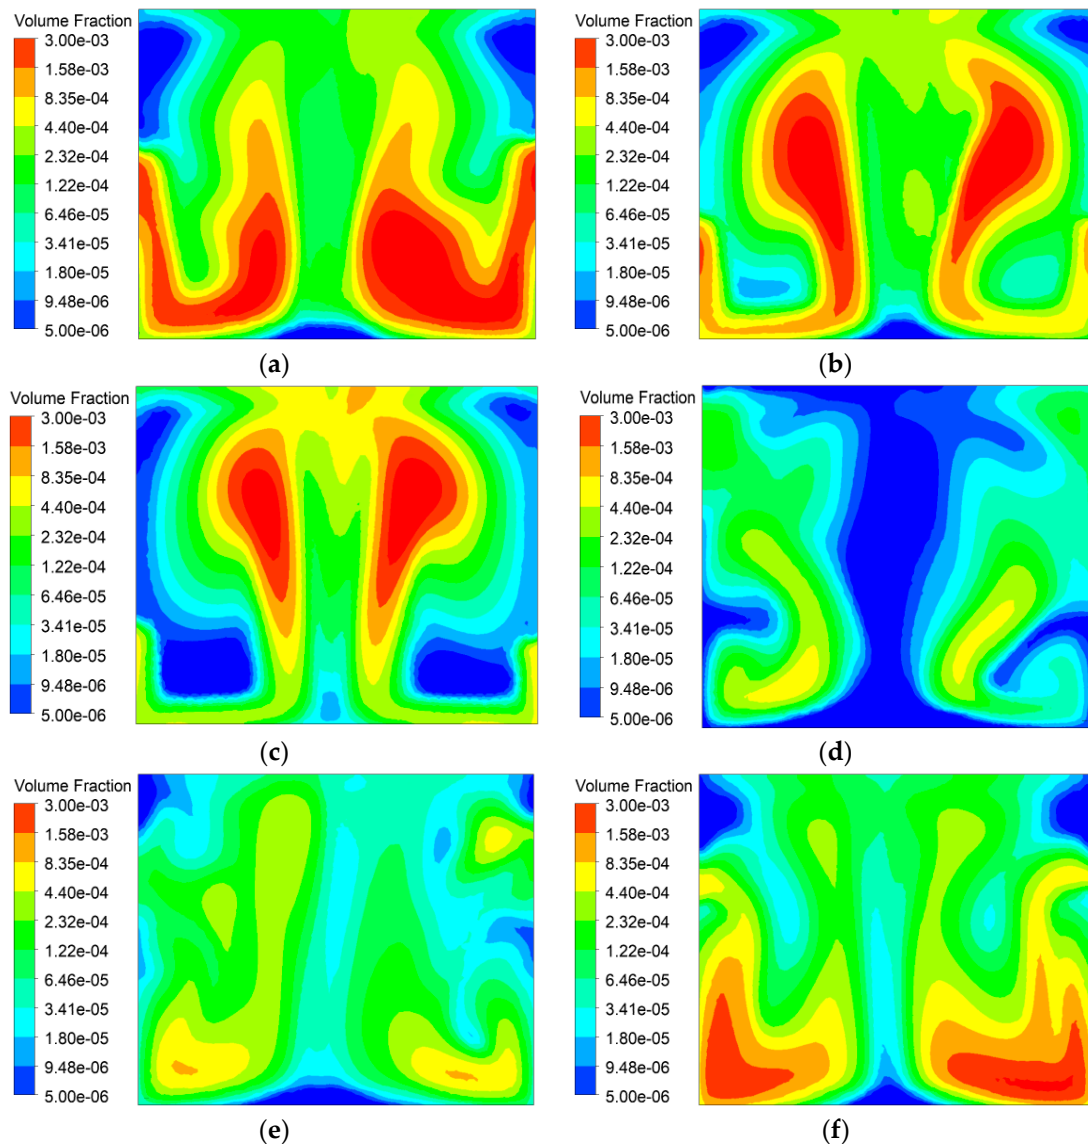 Volume Fraction
3.00e-03
1.58e-03
8.35e-04
4.40e-04
2.32e-04
1.22e-04
6.46e-05
3.41e-05
1.80e-05
9.48e-06
5.00e-06
(a)
Volume Fraction
3.00e-03
1.58e-03
8.35e-04
4.40e-04
2.32e-04
1.22e-04
6.46e-05
3.41e-05
1.80e-05
9.48e-06
5.00e-06
(b)
Volume Fraction
3.00e-03
1.58e-03
8.35e-04
4.40e-04
2.32e-04
1.22e-04
6.46e-05
3.41e-05
1.80e-05
9.48e-06
5.00e-06
(c)
Volume Fraction
3.00e-03
1.58e-03
8.35e-04
4.40e-04
2.32e-04
1.22e-04
6.46e-05
3.41e-05
1.80e-05
9.48e-06
5.00e-06
(d)
Volume Fraction
3.00e-03
1.58e-03
8.35e-04
4.40e-04
2.32e-04
1.22e-04
6.46e-05
3.41e-05
1.80e-05
9.48e-06
5.00e-06
(e)
Volume Fraction
3.00e-03
1.58e-03
8.35e-04
4.40e-04
2.32e-04
1.22e-04
6.46e-05
3.41e-05
1.80e-05
9.48e-06
5.00e-06
(f)